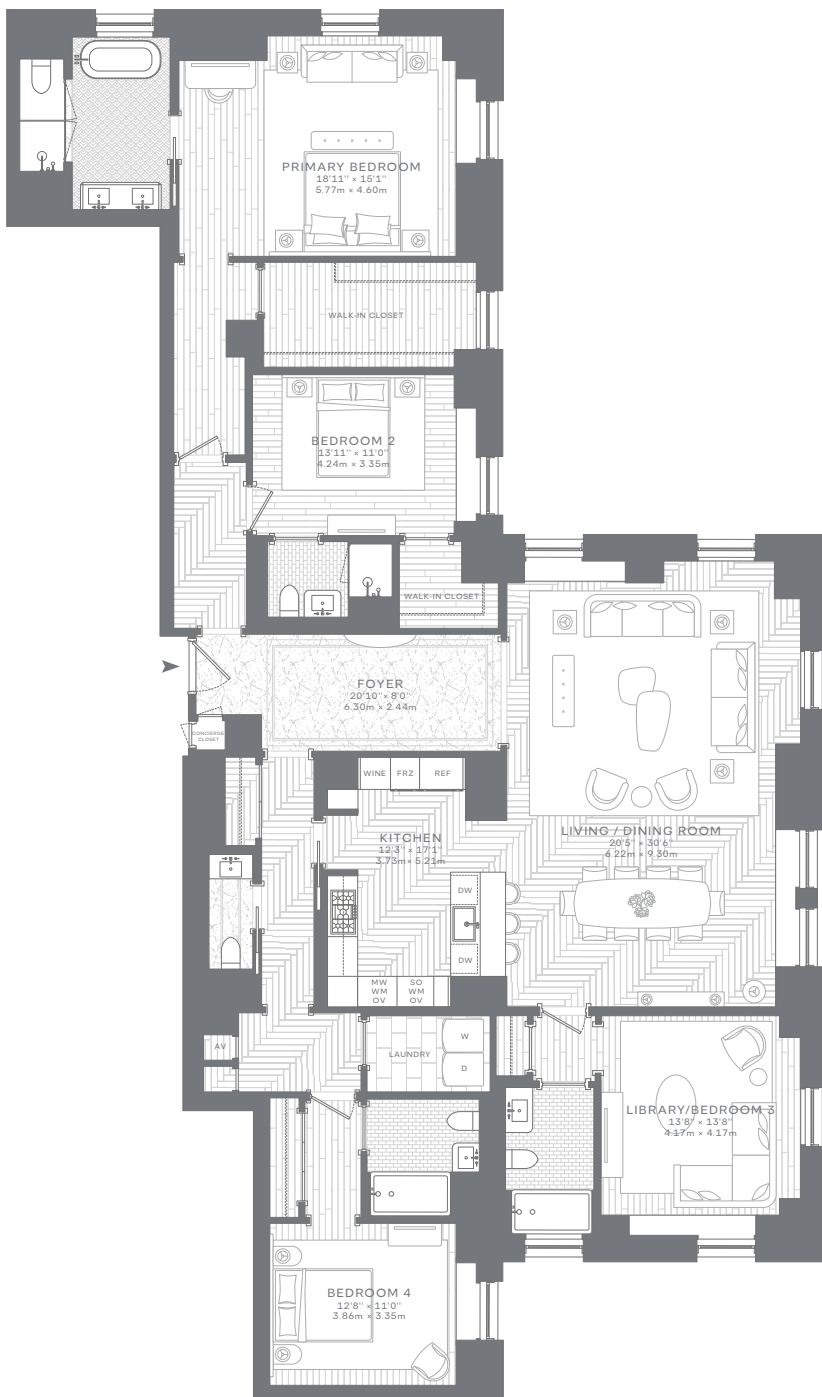 PRIMARY BEDROOM
18'11" × 15'1"
5.77m × 4.60m
WALK-IN CLOSET
BEDROOM 2
13'11" × 11'0"
4.24m × 3.35m
WALK-IN CLOSET
FOYER
20'10" × 8'0"
6.30m × 2.44m
CONCIERGE
CLOSET
WINE
FRZ
REF
KITCHEN
12'3" × 17'1"
3.73m × 5.21m
LIVING / DINING ROOM
20'5" × 30'6"
6.22m × 9.30m
DW
DW
MW
WM
OV
SO
WM
OV
AV
LAUNDRY
W
D
LIBRARY/BEDROOM 3
13'8" × 13'8"
4.17m × 4.17m
BEDROOM 4
12'8" × 11'0"
3.86m × 3.35m